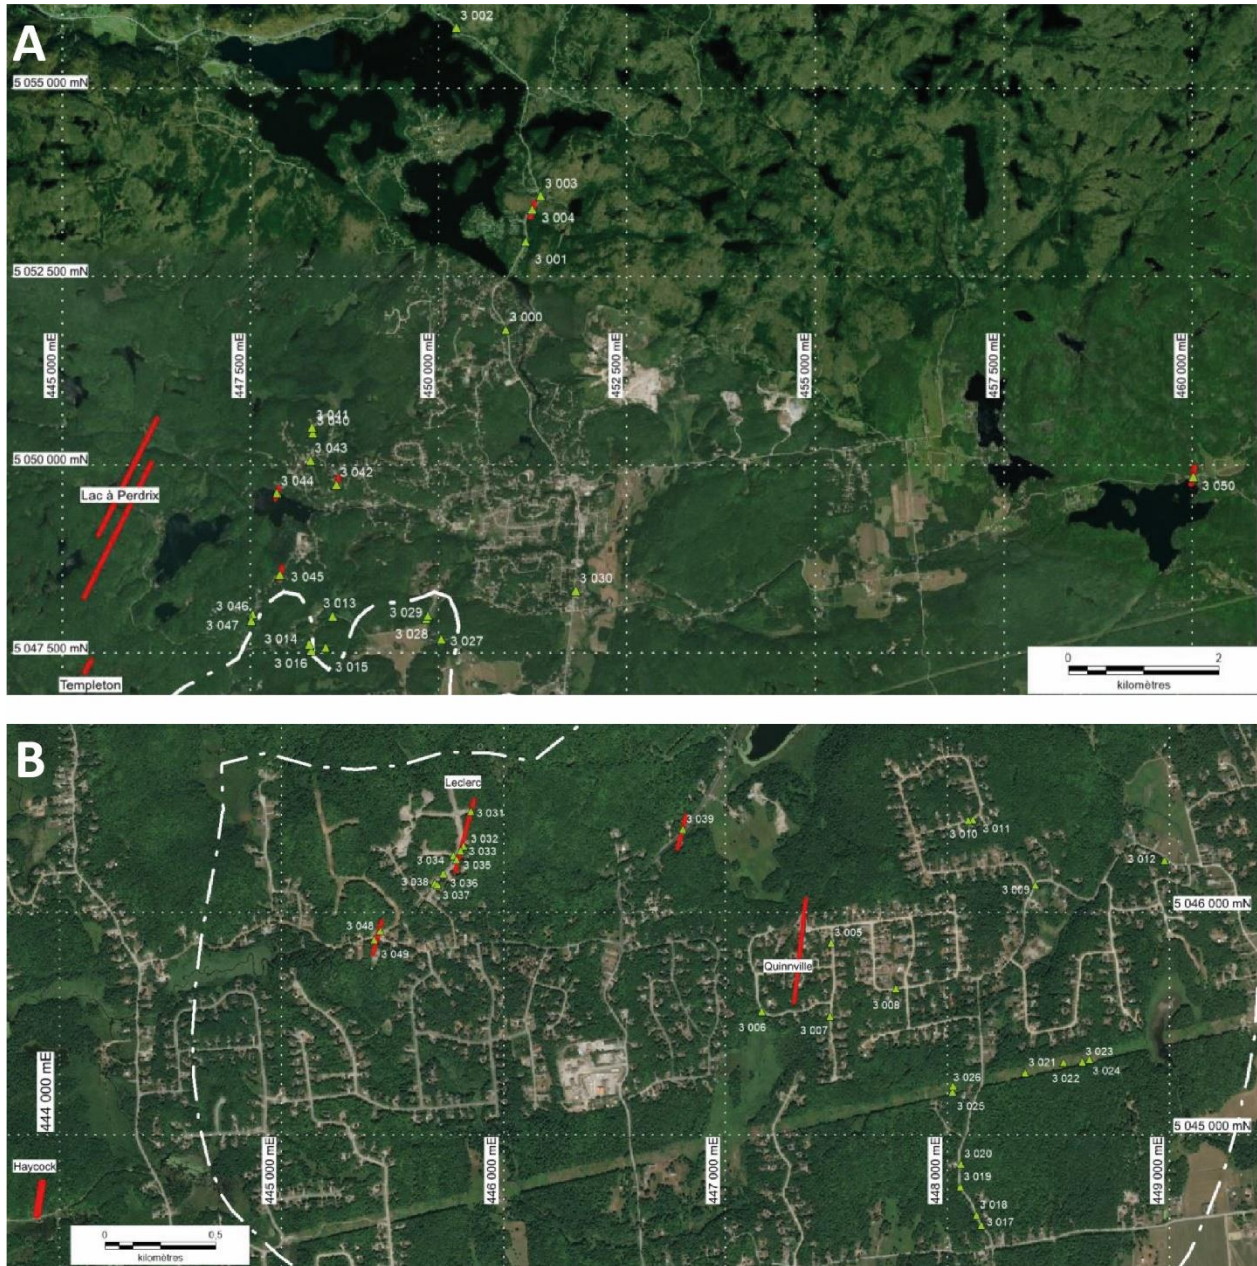 A
3 002
5 055 000 mN
3 003
3 004
3 001
5 052 500 mN
3 000
445 000 mE
447 500 mE
450 000 mE
452 500 mE
455 000 mE
457 500 mE
460 000 mE
3 041
3 040
3 043
5 050 000 mN
3 042
3 044
Lac à Perdrix
3 050
3 045
3 030
3 046
3 013
3 029
3 047
3 028
3 014
3 027
5 047 500 mN
3 016
3 015
Templeton
0 2
kilomètres
B
Leclerc
3 031
3 039
3 010
3 011
3 032
3 033
3 034
3 035
3 012
3 036
3 038
3 037
3 009
5 046 000 mN
3 048
3 005
3 049
Quinnville
3 008
3 006
3 007
3 023
3 021
3 022
3 024
3 026
3 025
444 000 mE
5 045 000 mN
Haycock
3 020
445 000 mE
446 000 mE
447 000 mE
448 000 mE
449 000 mE
3 019
3 018
3 017
0 0,5
kilomètres